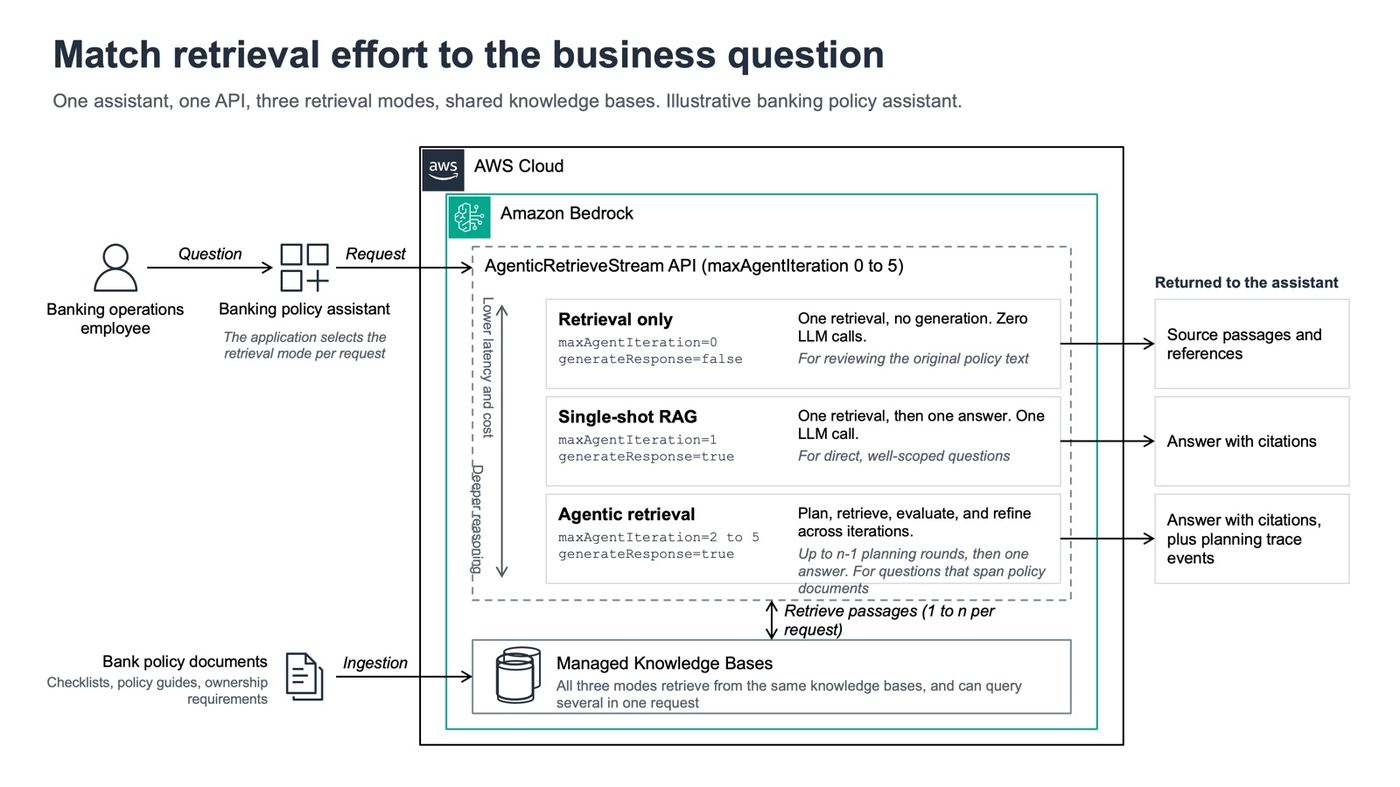 Match retrieval effort to the business question
One assistant, one API, three retrieval modes, shared knowledge bases. Illustrative banking policy assistant.
aws
AWS Cloud
Amazon Bedrock
Question
Request
Banking operations
employee
Banking policy assistant
The application selects the
retrieval mode per request
AgenticRetrieveStream API (maxAgentIteration 0 to 5)
Lower latency and cost
Deeper reasoning
Retrieval only
maxAgentIteration=0
generateResponse=false
One retrieval, no generation. Zero
LLM calls.
For reviewing the original policy text
Single-shot RAG
maxAgentIteration=1
generateResponse=true
One retrieval, then one answer. One
LLM call.
For direct, well-scoped questions
Agentic retrieval
maxAgentIteration=2 to 5
generateResponse=true
Plan, retrieve, evaluate, and refine
across iterations.
Up to n-1 planning rounds, then one
answer. For questions that span policy
documents
Returned to the assistant
Source passages and
references
Answer with citations
Answer with citations,
plus planning trace
events
Retrieve passages (1 to n per
request)
Bank policy documents
Checklists, policy guides, ownership
requirements
Ingestion
Managed Knowledge Bases
All three modes retrieve from the same knowledge bases, and can query
several in one request